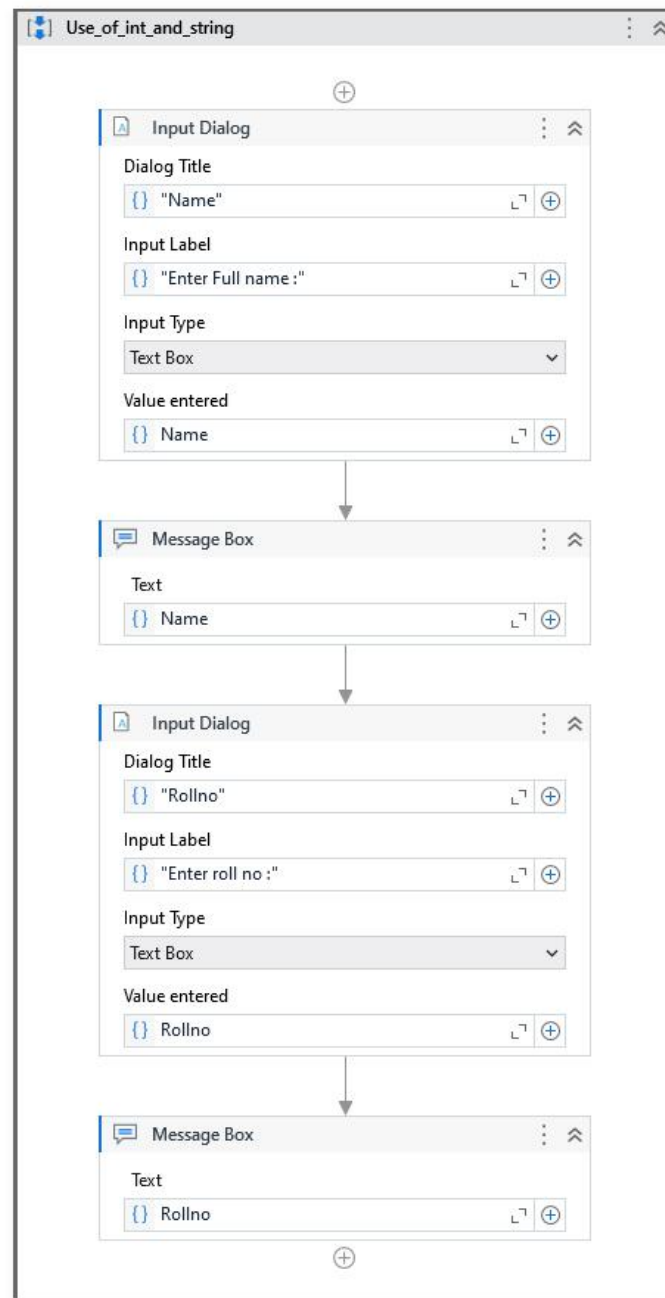 Use_of_int_and_string
Input Dialog
Dialog Title
{} "Name"
Input Label
{} "Enter Full name :"
Input Type
Text Box
Value entered
{} Name
Message Box
Text
{} Name
Input Dialog
Dialog Title
{} "Rollno"
Input Label
{} "Enter roll no :"
Input Type
Text Box
Value entered
{} Rollno
Message Box
Text
{} Rollno